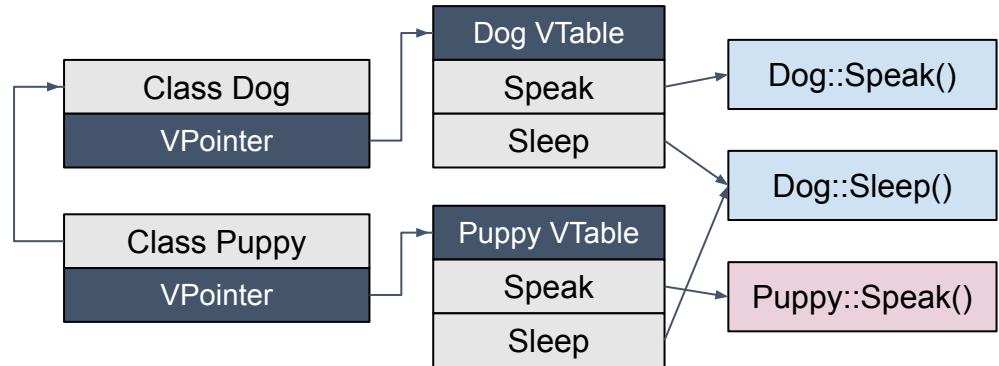 Class Dog
VPointer
Class Puppy
VPointer
Dog VTable
Speak
Sleep
Puppy VTable
Speak
Sleep
Dog::Speak()
Dog::Sleep()
Puppy::Speak()